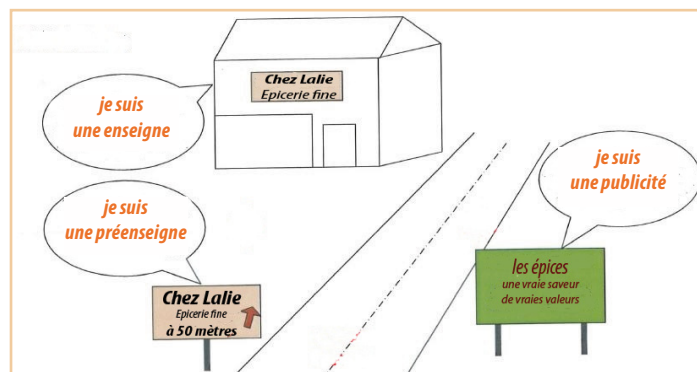 Chez Lalie
Epicerie fine
je suis
une enseigne
je suis
une publicité
je suis
une préenseigne
les épices
une vraie saveur
de vraies valeurs
Chez Lalie
Epicerie fine
à 50 mètres